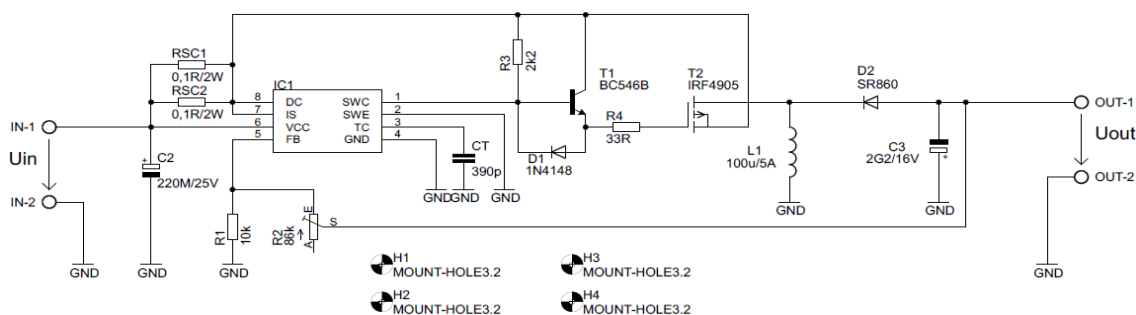 RSC1
0,1R/2W
RSC2
0,1R/2W
IC1
8 DC SWC 1
7 IS SWE 2
6 VCC TC 3
5 FB GND 4
R3
2k2
T1
BC546B
T2
IRF4905
D2
SR860
IN-1
Uin
IN-2
C2
+
220M/25V
CT
390p
D1
1N4148
R4
33R
L1
100u/5A
C3
2G2/16V
+
OUT-1
Uout
OUT-2
GND
GND
GND
GND
GND
GND
GND
GND
GND
R1
10k
R2
86k
E
S
A
H1
MOUNT-HOLE3.2
H3
MOUNT-HOLE3.2
H2
MOUNT-HOLE3.2
H4
MOUNT-HOLE3.2